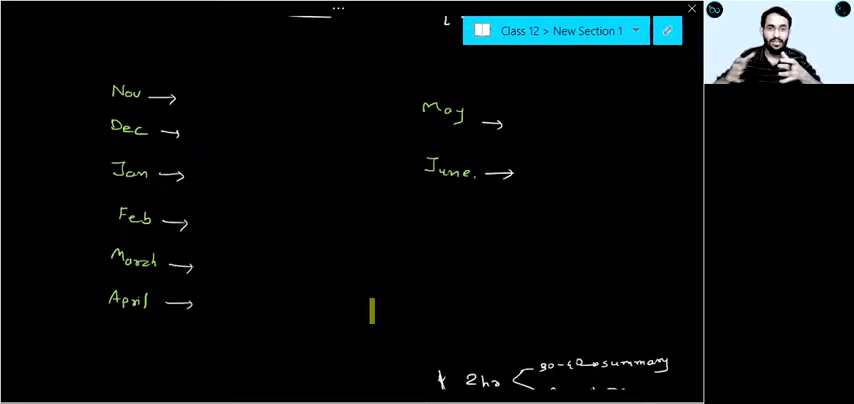 Class 12 > New Section 1
Nov →
Dec →
Jan →
Feb →
March →
April →
May →
June. →
2hr
summary